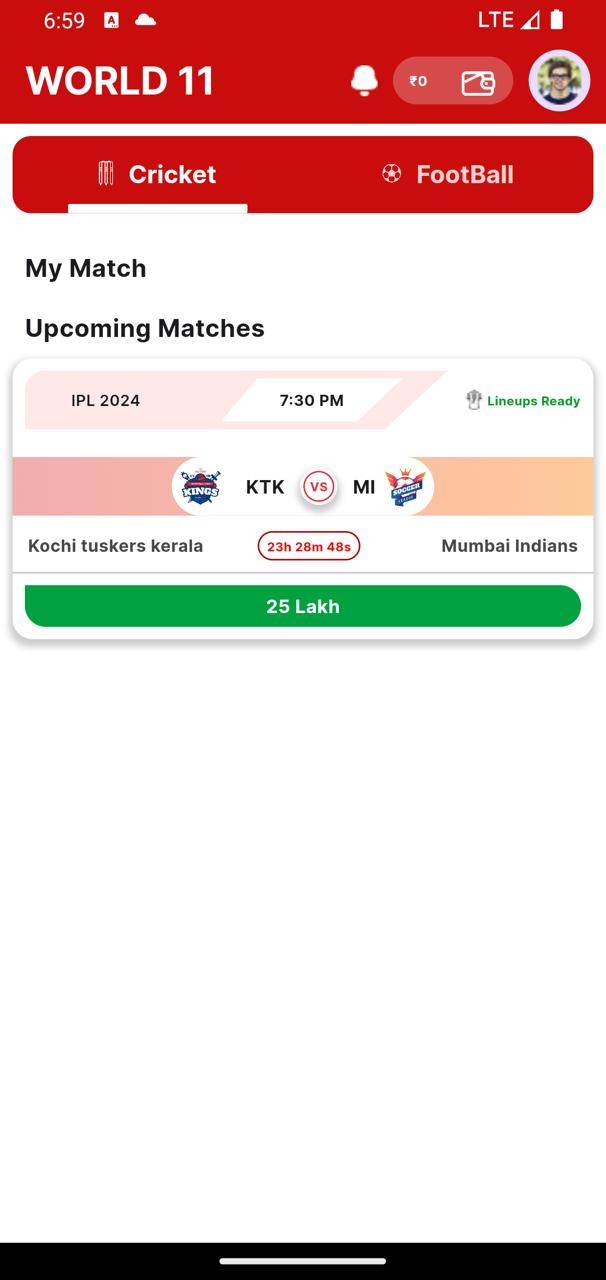 6:59 A LTE
WORLD 11 ₹0
Cricket FootBall
My Match
Upcoming Matches
IPL 2024 7:30 PM Lineups Ready
KINGS KTK VS MI SOCCER
Kochi tuskers kerala 23h 28m 48s Mumbai Indians
25 Lakh